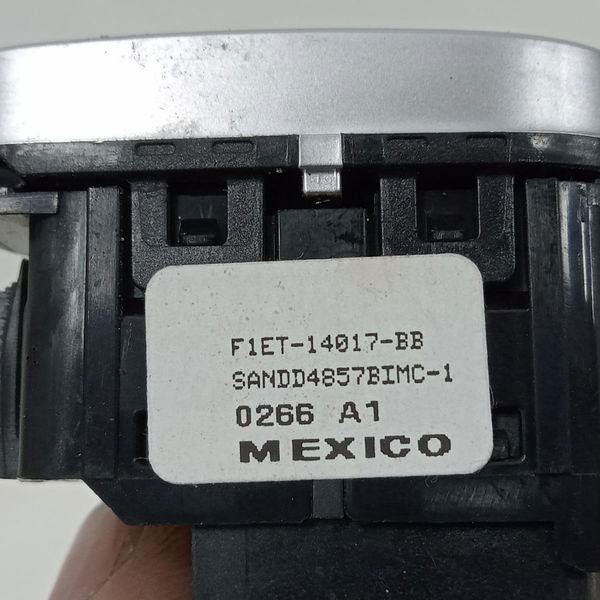 F1ET-14017-BB
SANDD4857BIMC-1
0266 A1
MEXICO